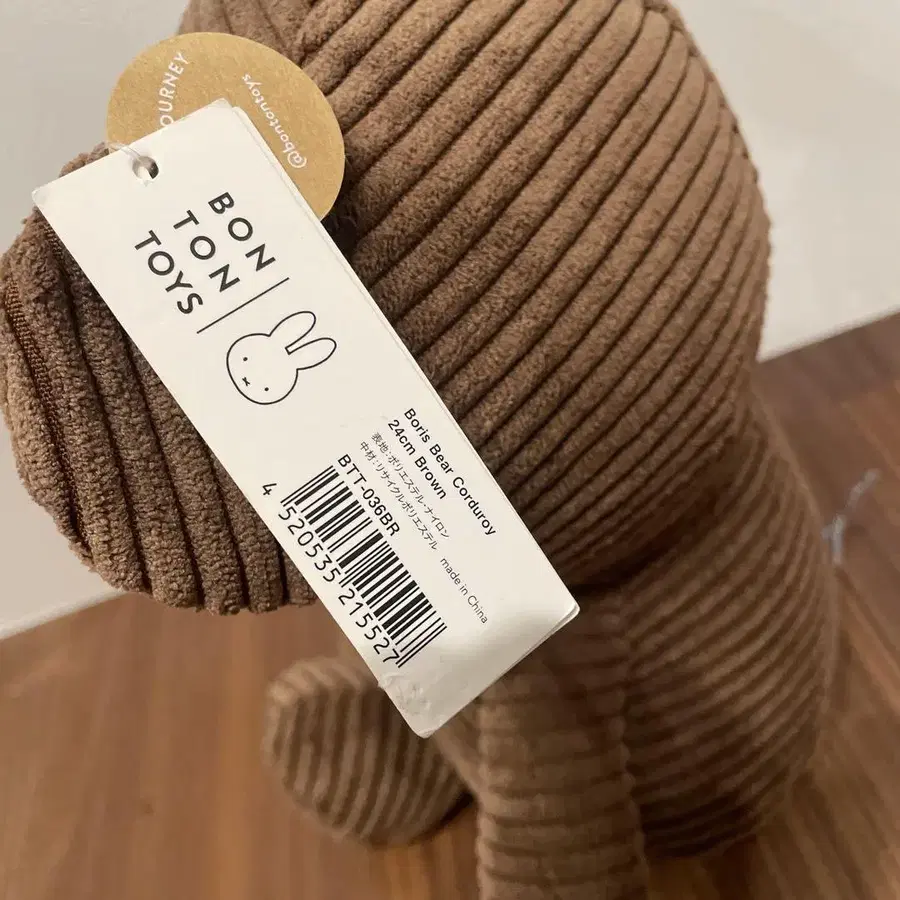 OURNEY
@bontontoys
BON
TON
TOYS
Boris Bear Corduroy
24cm Brown
表地:ポリエステル・ナイロン
中材:リサイクルポリエステル made in China
BTT-036BR
4 520535 215527